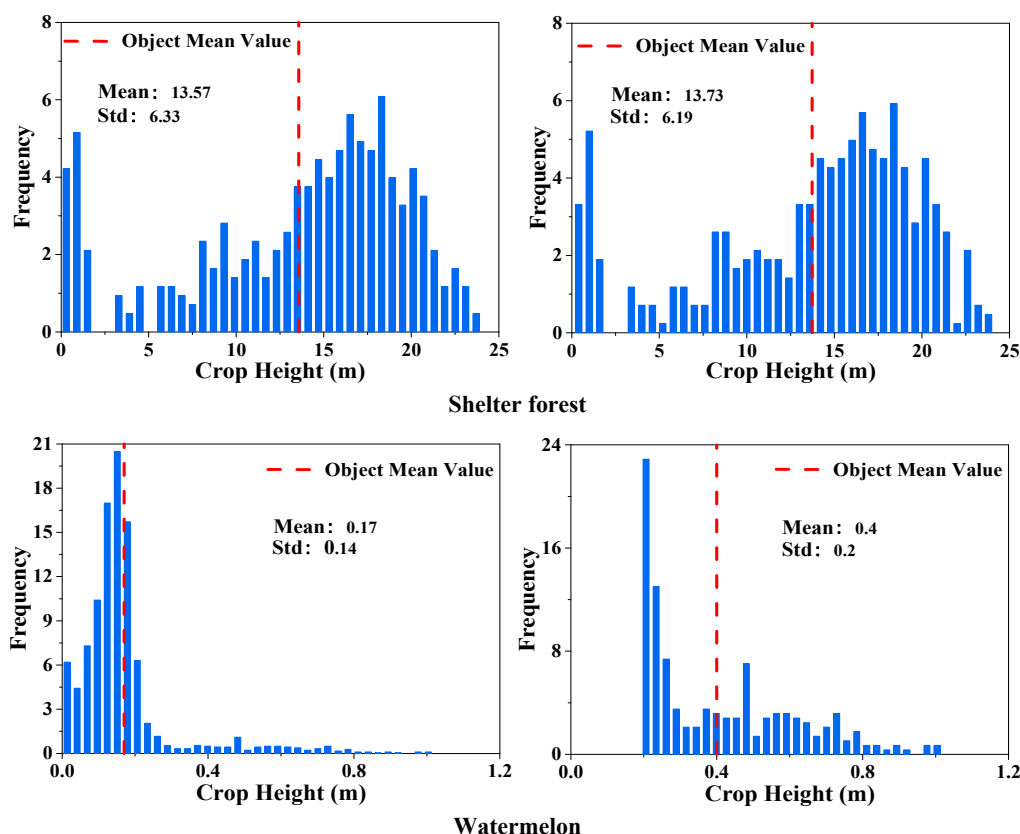 8
6
4
2
0
Frequency
Object Mean Value
Mean: 13.57
Std: 6.33
0 5 10 15 20 25
Crop Height (m)
8
6
4
2
0
Frequency
Object Mean Value
Mean: 13.73
Std: 6.19
0 5 10 15 20 25
Crop Height (m)
Shelter forest
21
18
15
12
9
6
3
0
Frequency
Object Mean Value
Mean: 0.17
Std: 0.14
0.0 0.4 0.8 1.2
Crop Height (m)
24
16
8
0
Frequency
Object Mean Value
Mean: 0.4
Std: 0.2
0.0 0.4 0.8 1.2
Crop Height (m)
Watermelon